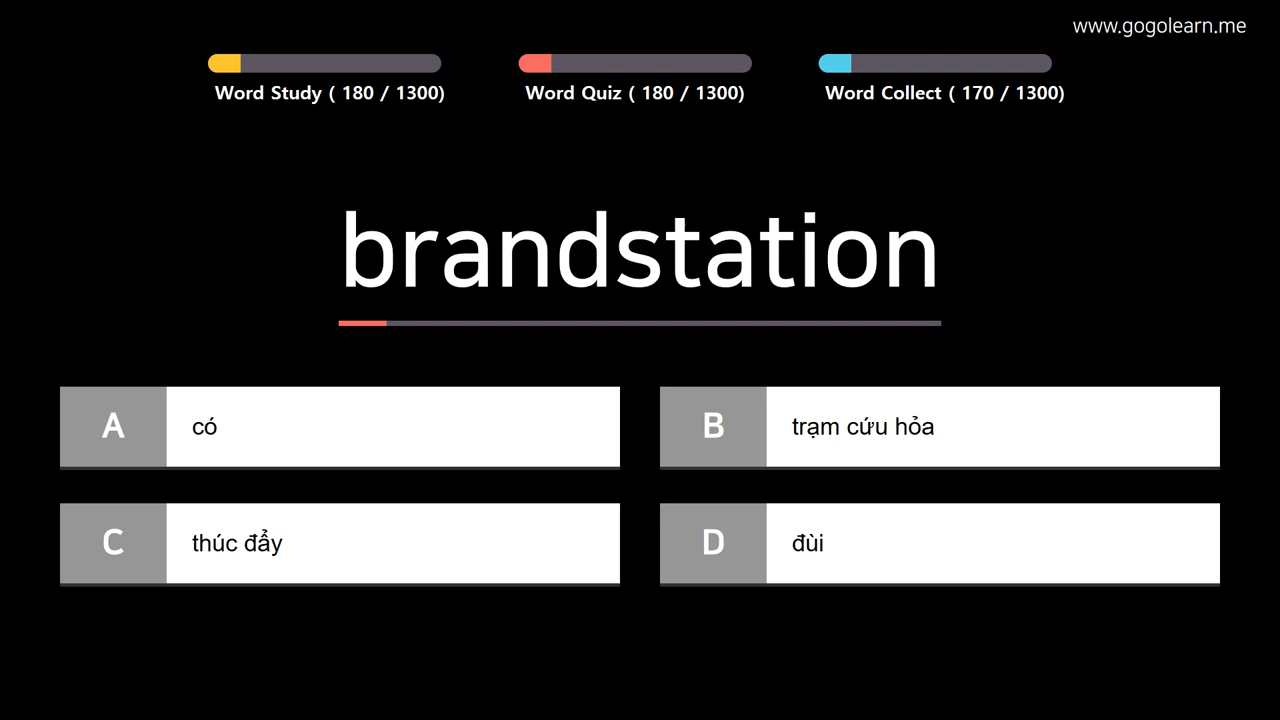 www.gogolearn.me
Word Study ( 180 / 1300)
Word Quiz ( 180 / 1300)
Word Collect ( 170 / 1300)
brandstation
A
có
B
trạm cứu hỏa
C
thúc đẩy
D
đùi